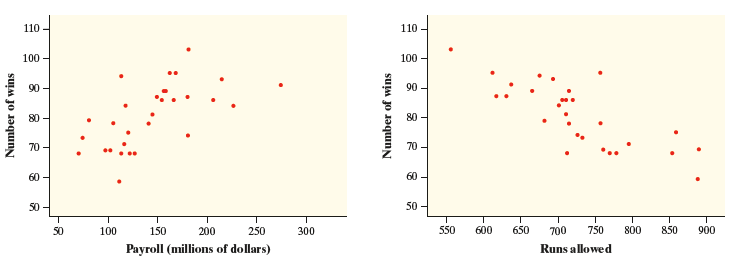 110
100
90
80
70
60
50
Number of wins
50 100 150 200 250 300
Payroll (millions of dollars)
110
100
90
80
70
60
50
Number of wins
550 600 650 700 750 800 850 900
Runs allowed